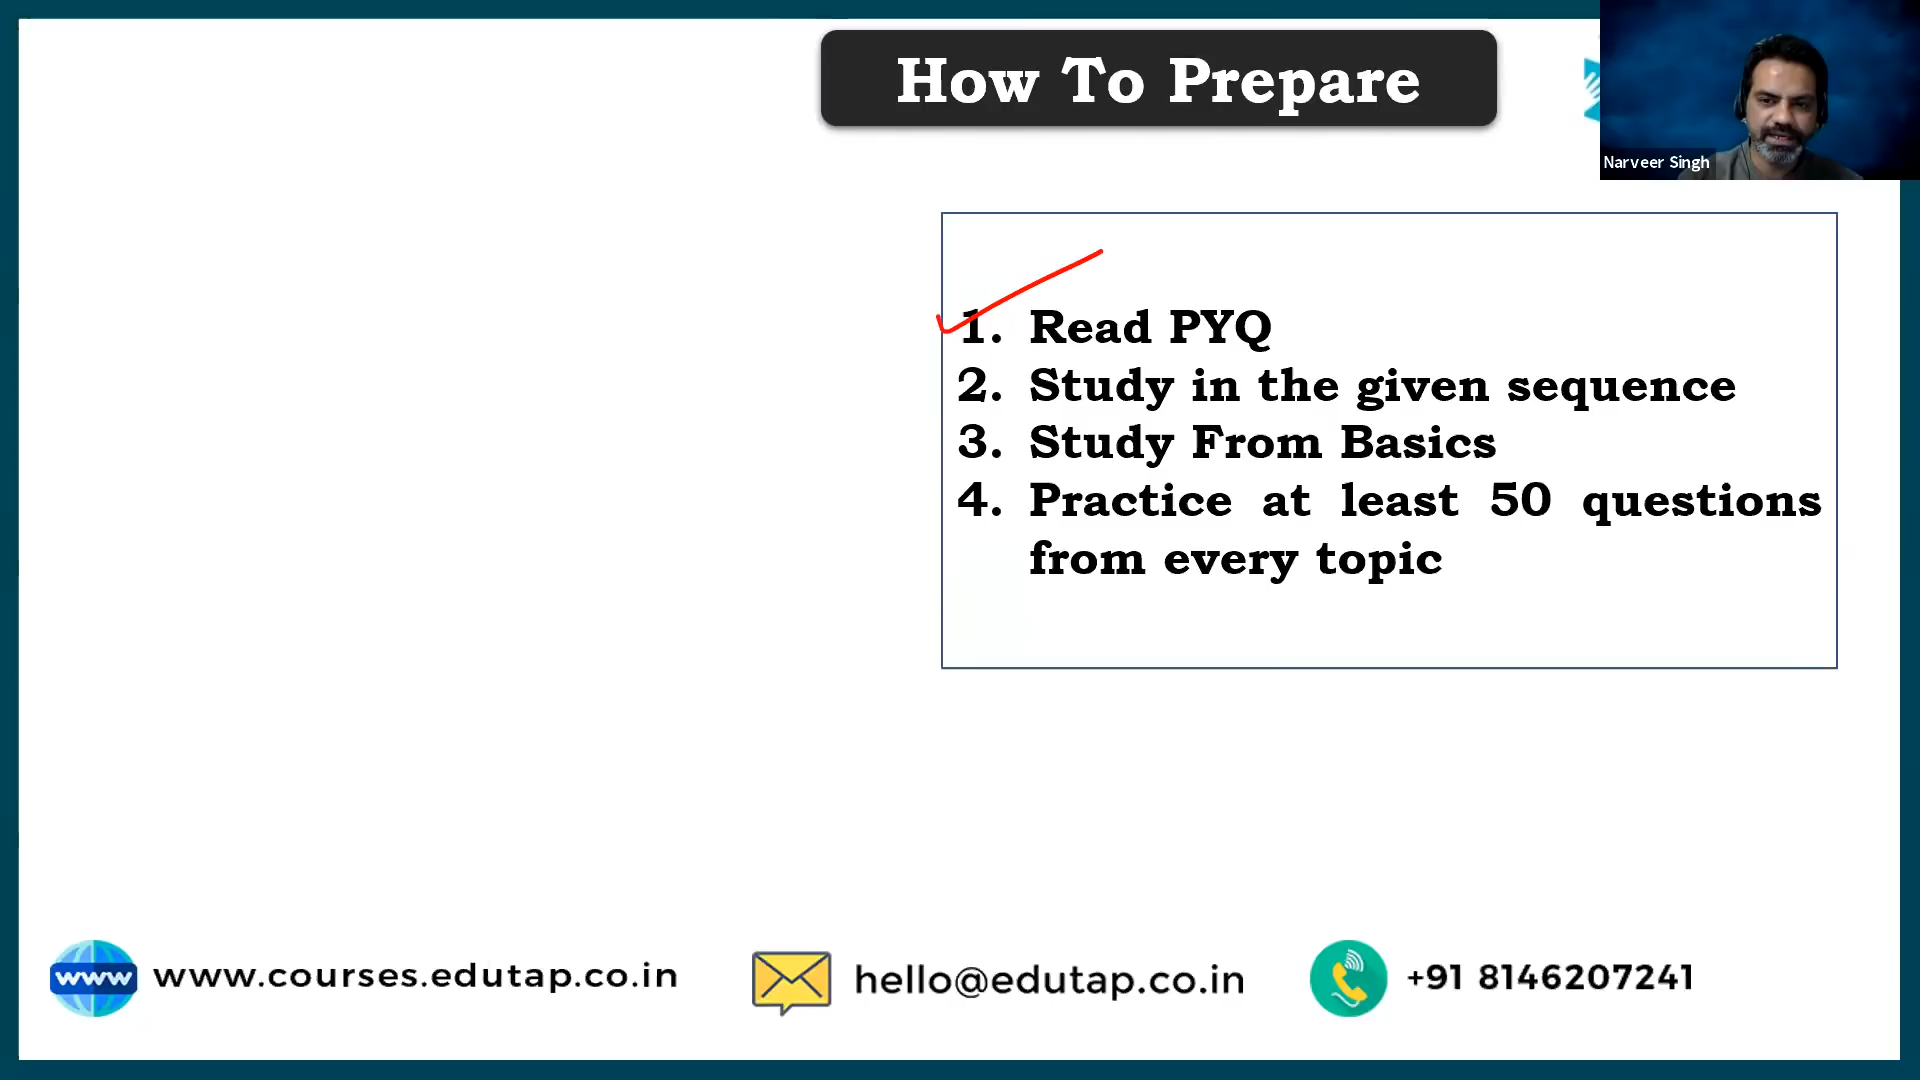 How To Prepare
Narveer Singh
1. Read PYQ
2. Study in the given sequence
3. Study From Basics
4. Practice at least 50 questions
from every topic
www www.courses.edutap.co.in
hello@edutap.co.in
+91 8146207241